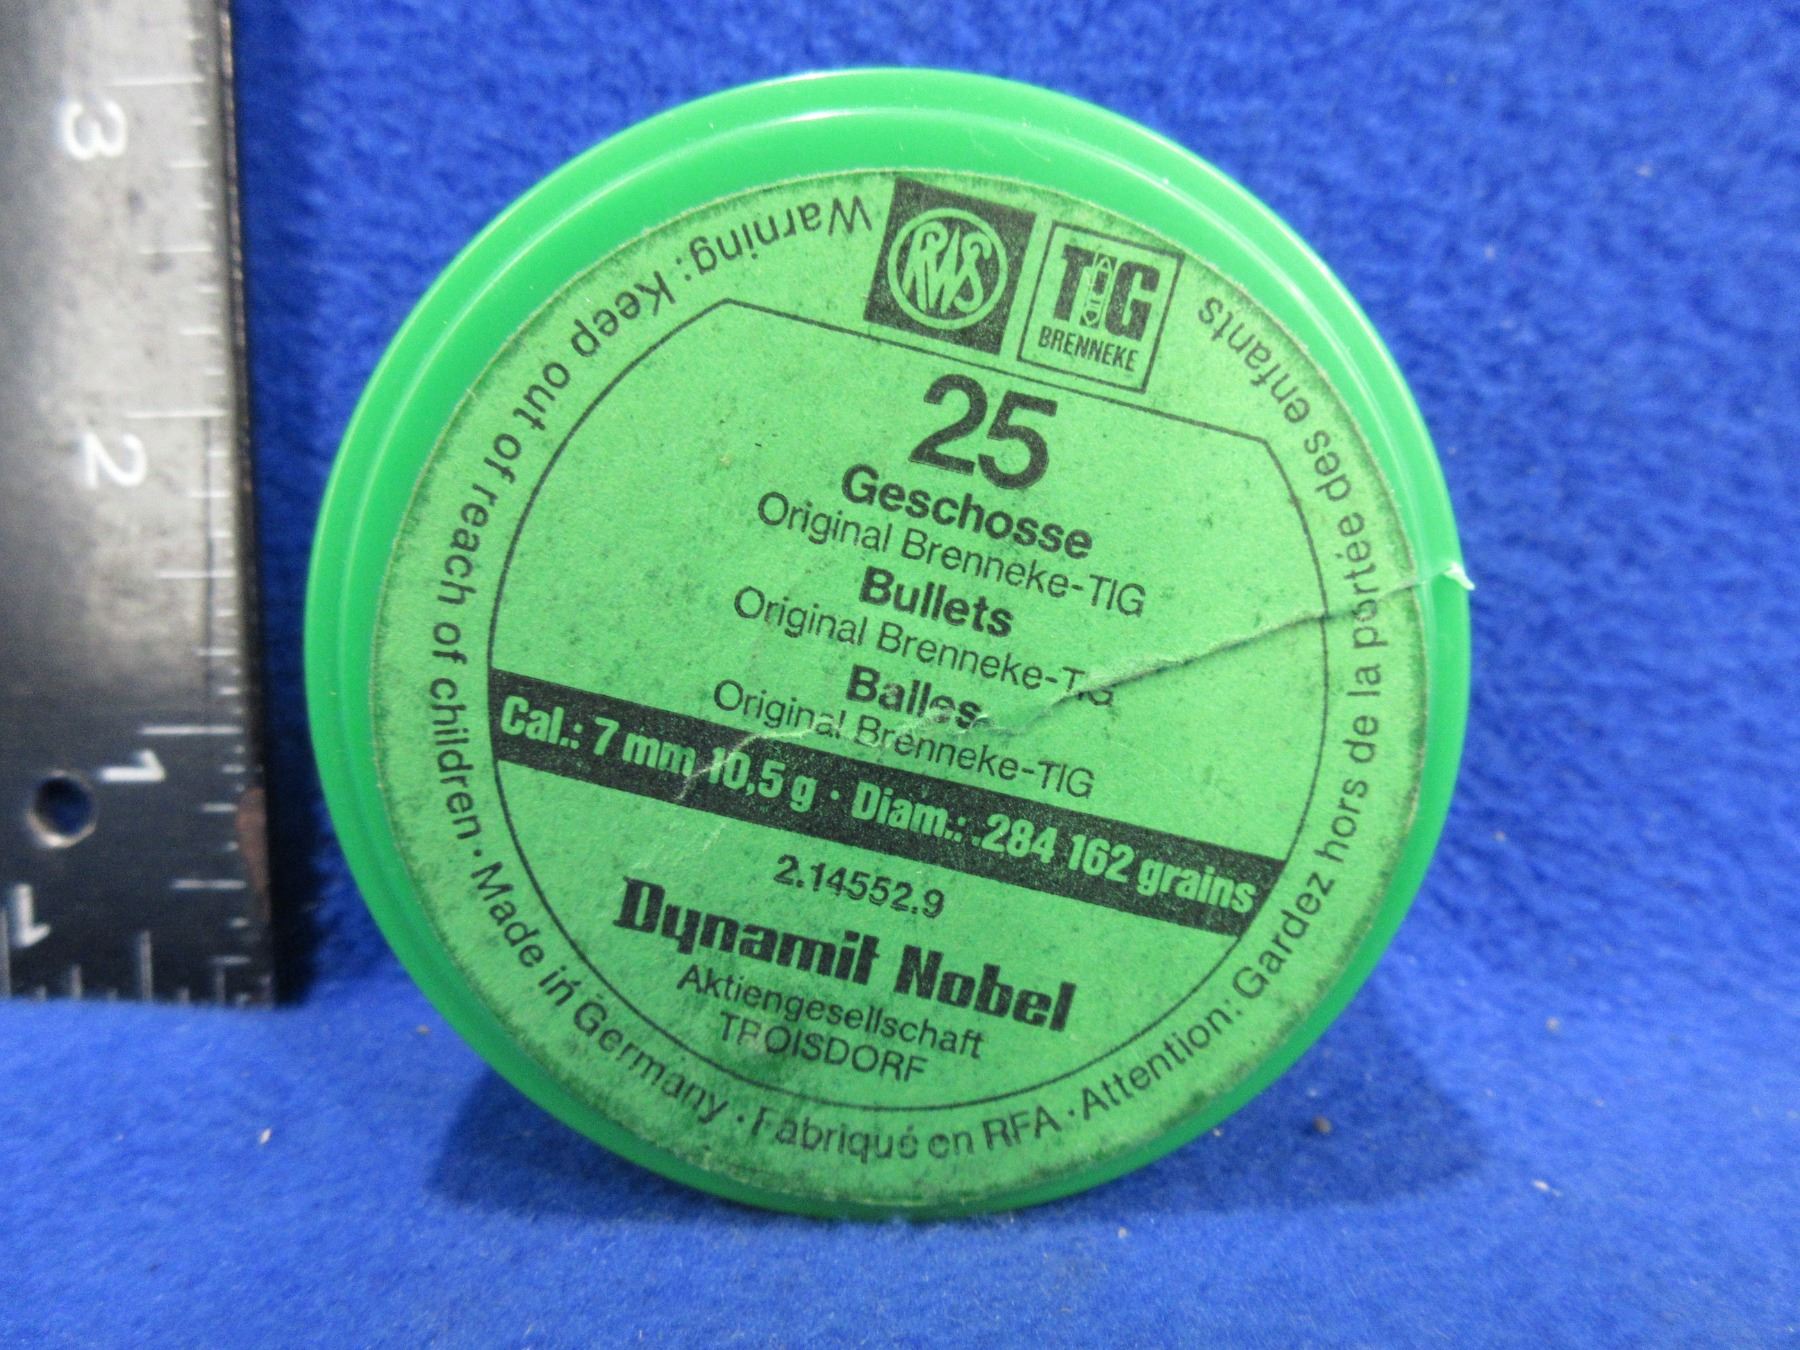 3
2
1
1
RWS
TIG
BRENNEKE
25
Geschosse
Original Brenneke-TIG
Bullets
Original Brenneke-TIG
Balles
Original Brenneke-TIG
Cal.: 7 mm 10,5 g · Diam.: .284 162 grains
2.14552.9
Dynamit Nobel
Aktiengesellschaft
TROISDORF
Warning: Keep out of reach of children · Made in Germany · Fabriqué en RFA · Attention: Gardez hors de la portée des enfants